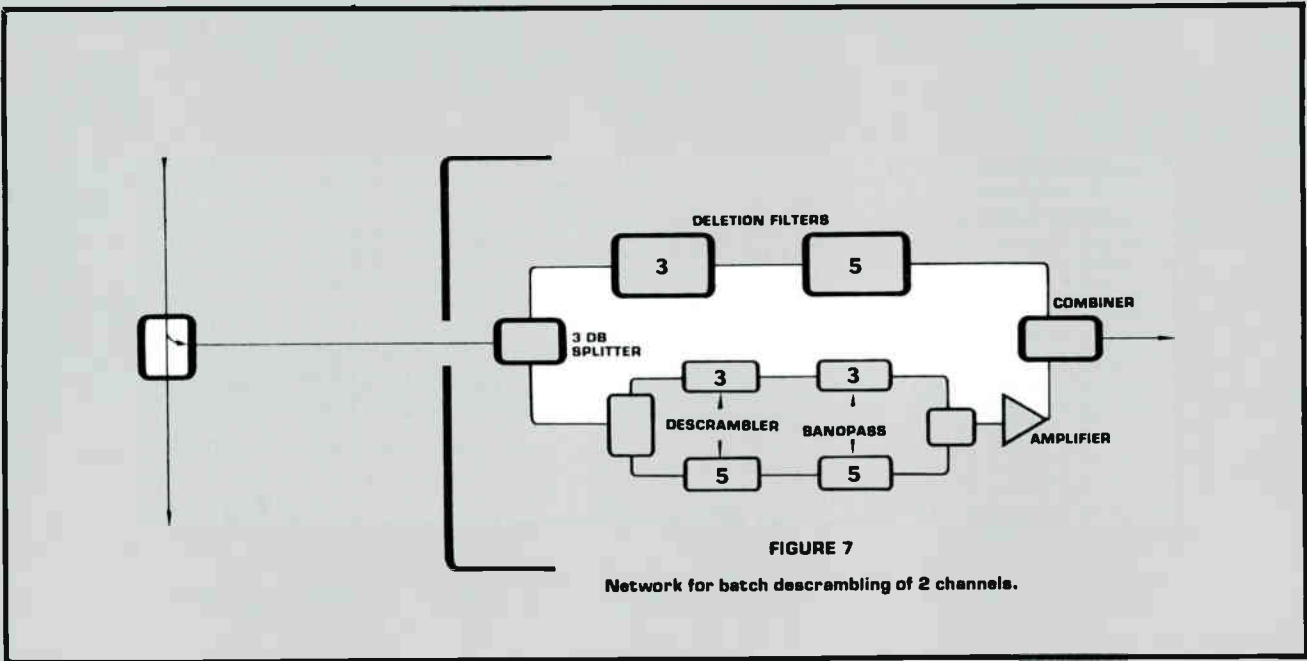 DELETION FILTERS
3
5
COMBINER
3 DB
SPLITTER
3
3
DESCRAMBLER
BANOPASS
AMPLIFIER
5
5
FIGURE 7
Network for batch descrambling of 2 channels.